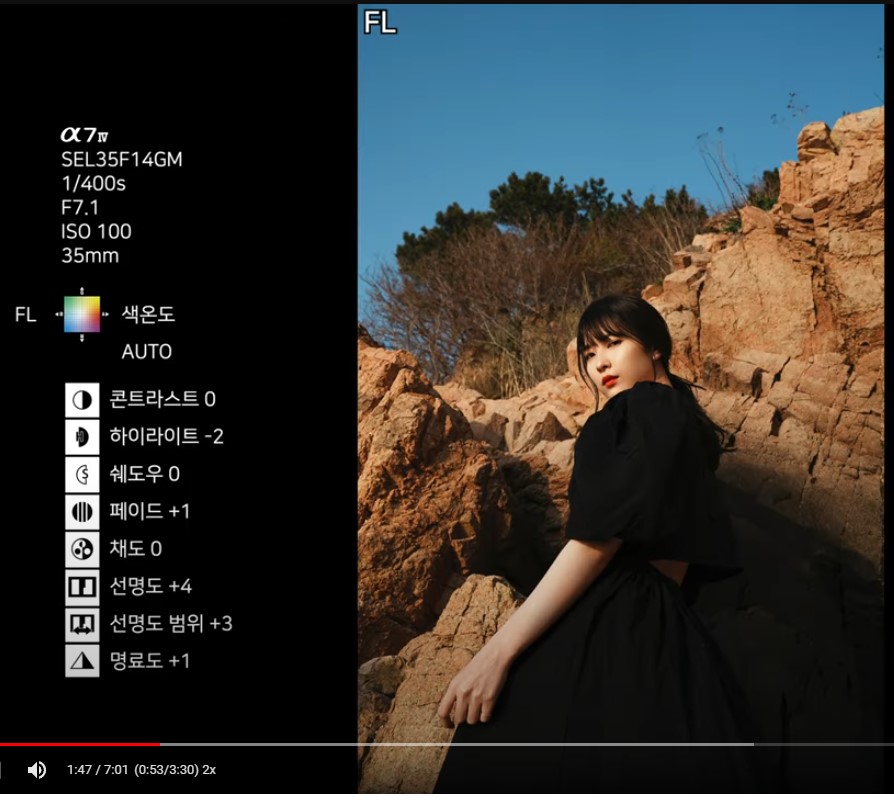 FL
α7Ⅳ
SEL35F14GM
1/400s
F7.1
ISO 100
35mm
FL 색온도
AUTO
콘트라스트 0
하이라이트 -2
쉐도우 0
페이드 +1
채도 0
선명도 +4
선명도 범위 +3
명료도 +1
1:47 / 7:01 (0:53/3:30) 2x